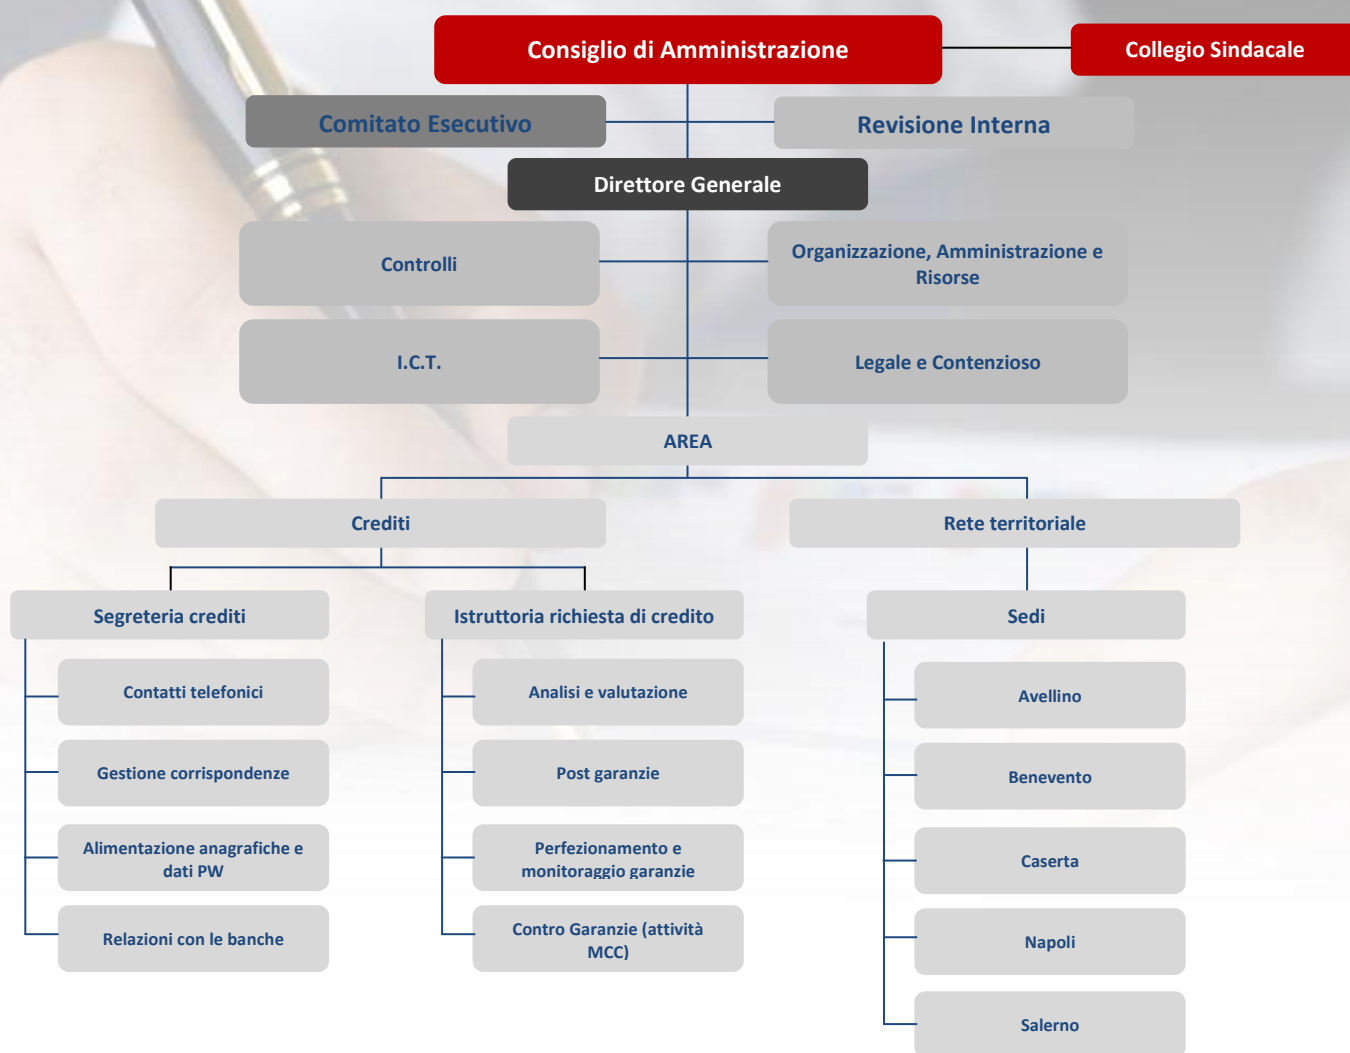 Consiglio di Amministrazione
Collegio Sindacale
Comitato Esecutivo
Revisione Interna
Direttore Generale
Controlli
Organizzazione, Amministrazione e
Risorse
I.C.T.
Legale e Contenzioso
AREA
Crediti
Rete territoriale
Segreteria crediti
Istruttoria richiesta di credito
Sedi
Contatti telefonici
Analisi e valutazione
Avellino
Gestione corrispondenze
Post garanzie
Benevento
Alimentazione anagrafiche e
dati PW
Perfezionamento e
monitoraggio garanzie
Caserta
Relazioni con le banche
Contro Garanzie (attività
MCC)
Napoli
Salerno